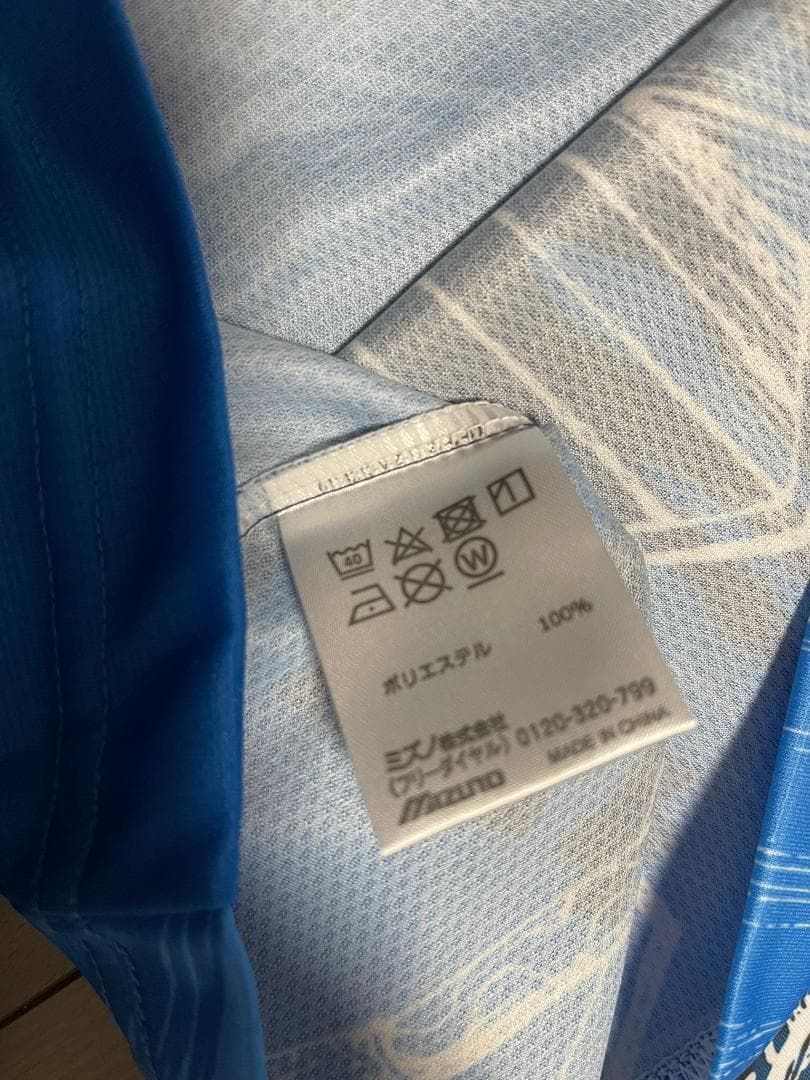 40
W
ポリエステル 100%
ミズノ株式会社
(フリーダイヤル) 0120-320-799
Mizuno MADE IN CHINA